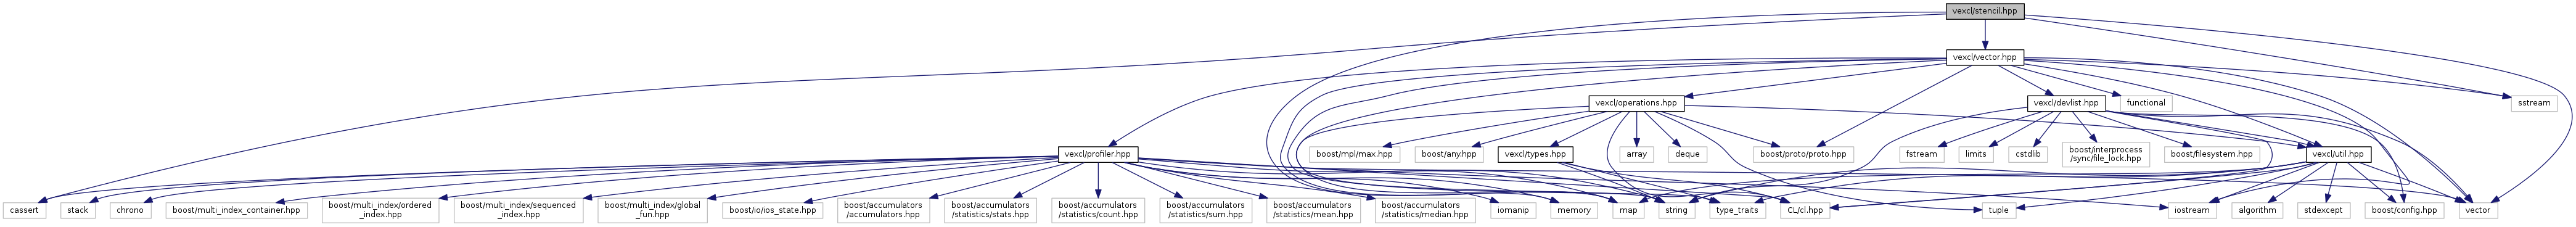 vexcl/stencil.hpp
vexcl/vector.hpp
vexcl/operations.hpp
vexcl/devlist.hpp
functional
sstream
vexcl/profiler.hpp
boost/mpl/max.hpp
boost/any.hpp
vexcl/types.hpp
array
deque
boost/proto/proto.hpp
fstream
limits
cstdlib
boost/interprocess
/sync/file_lock.hpp
boost/filesystem.hpp
vexcl/util.hpp
cassert
stack
chrono
boost/multi_index_container.hpp
boost/multi_index/ordered
_index.hpp
boost/multi_index/sequenced
_index.hpp
boost/multi_index/global
_fun.hpp
boost/io/ios_state.hpp
boost/accumulators
/accumulators.hpp
boost/accumulators
/statistics/stats.hpp
boost/accumulators
/statistics/count.hpp
boost/accumulators
/statistics/sum.hpp
boost/accumulators
/statistics/mean.hpp
boost/accumulators
/statistics/median.hpp
iomanip
memory
map
string
type_traits
CL/cl.hpp
tuple
iostream
algorithm
stdexcept
boost/config.hpp
vector